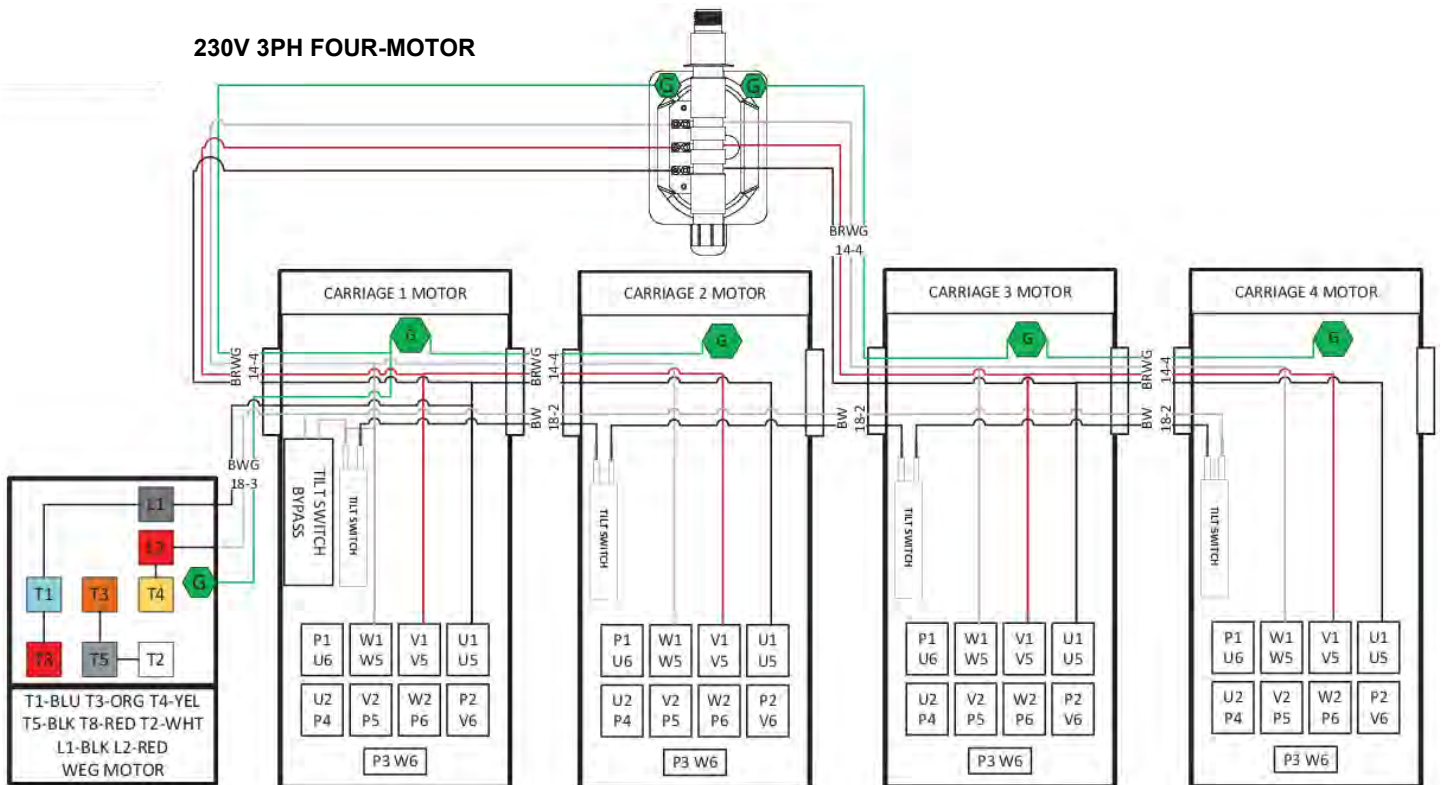 230V 3PH FOUR-MOTOR
G
G
BRWG
14-4
CARRIAGE 1 MOTOR
CARRIAGE 2 MOTOR
CARRIAGE 3 MOTOR
CARRIAGE 4 MOTOR
G
G
G
G
BRWG
14-4
BRWG
14-4
BRWG
14-4
BW
18-2
BW
18-2
BW
18-2
BWG
18-3
TILT SWITCH
BYPASS
TILT SWITCH
TILT SWITCH
TILT SWITCH
TILT SWITCH
L1
L2
G
T1
T3
T4
T8
T5
T2
T1-BLU T3-ORG T4-YEL
T5-BLK T8-RED T2-WHT
L1-BLK L2-RED
WEG MOTOR
P1 W1 V1 U1
U6 W5 V5 U5
U2 V2 W2 P2
P4 P5 P6 V6
P3 W6
P1 W1 V1 U1
U6 W5 V5 U5
U2 V2 W2 P2
P4 P5 P6 V6
P3 W6
P1 W1 V1 U1
U6 W5 V5 U5
U2 V2 W2 P2
P4 P5 P6 V6
P3 W6
P1 W1 V1 U1
U6 W5 V5 U5
U2 V2 W2 P2
P4 P5 P6 V6
P3 W6